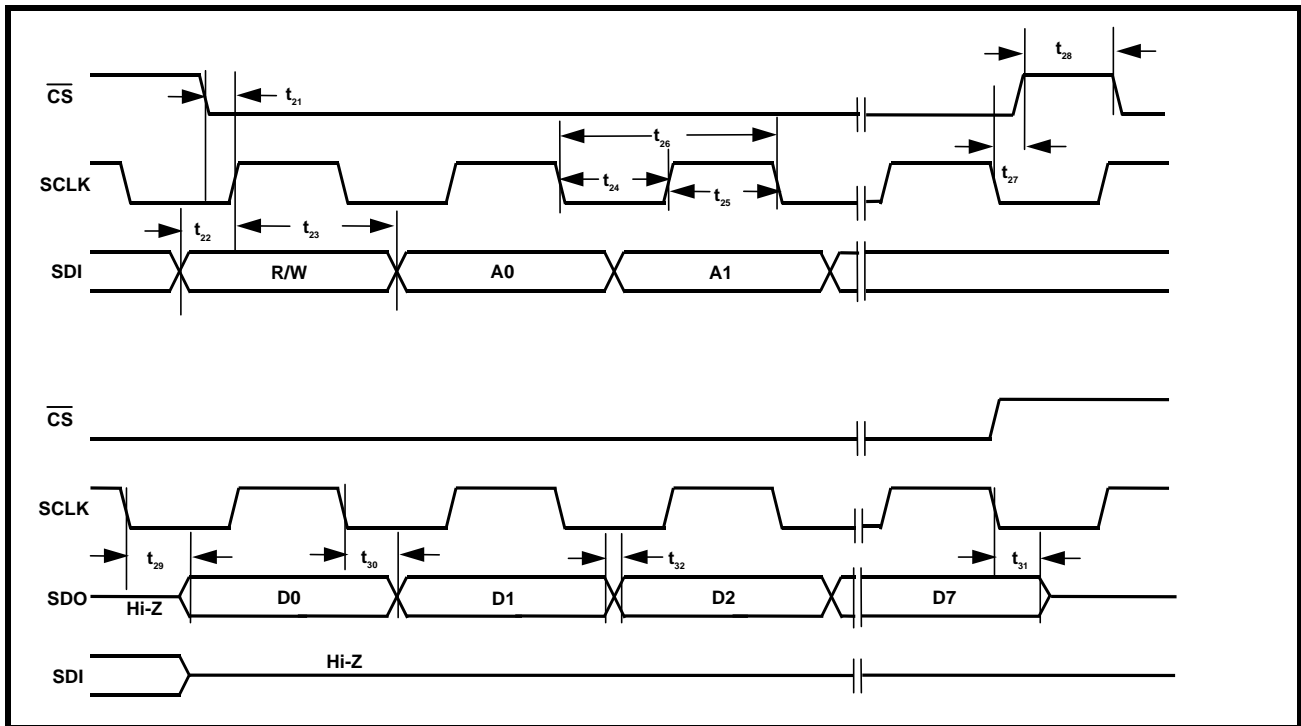 t28
CS
t21
t26
SCLK
t24
t25
t27
t22
t23
SDI
R/W
A0
A1
CS
SCLK
t29
t30
t32
t31
SDO
Hi-Z
D0
D1
D2
D7
SDI
Hi-Z